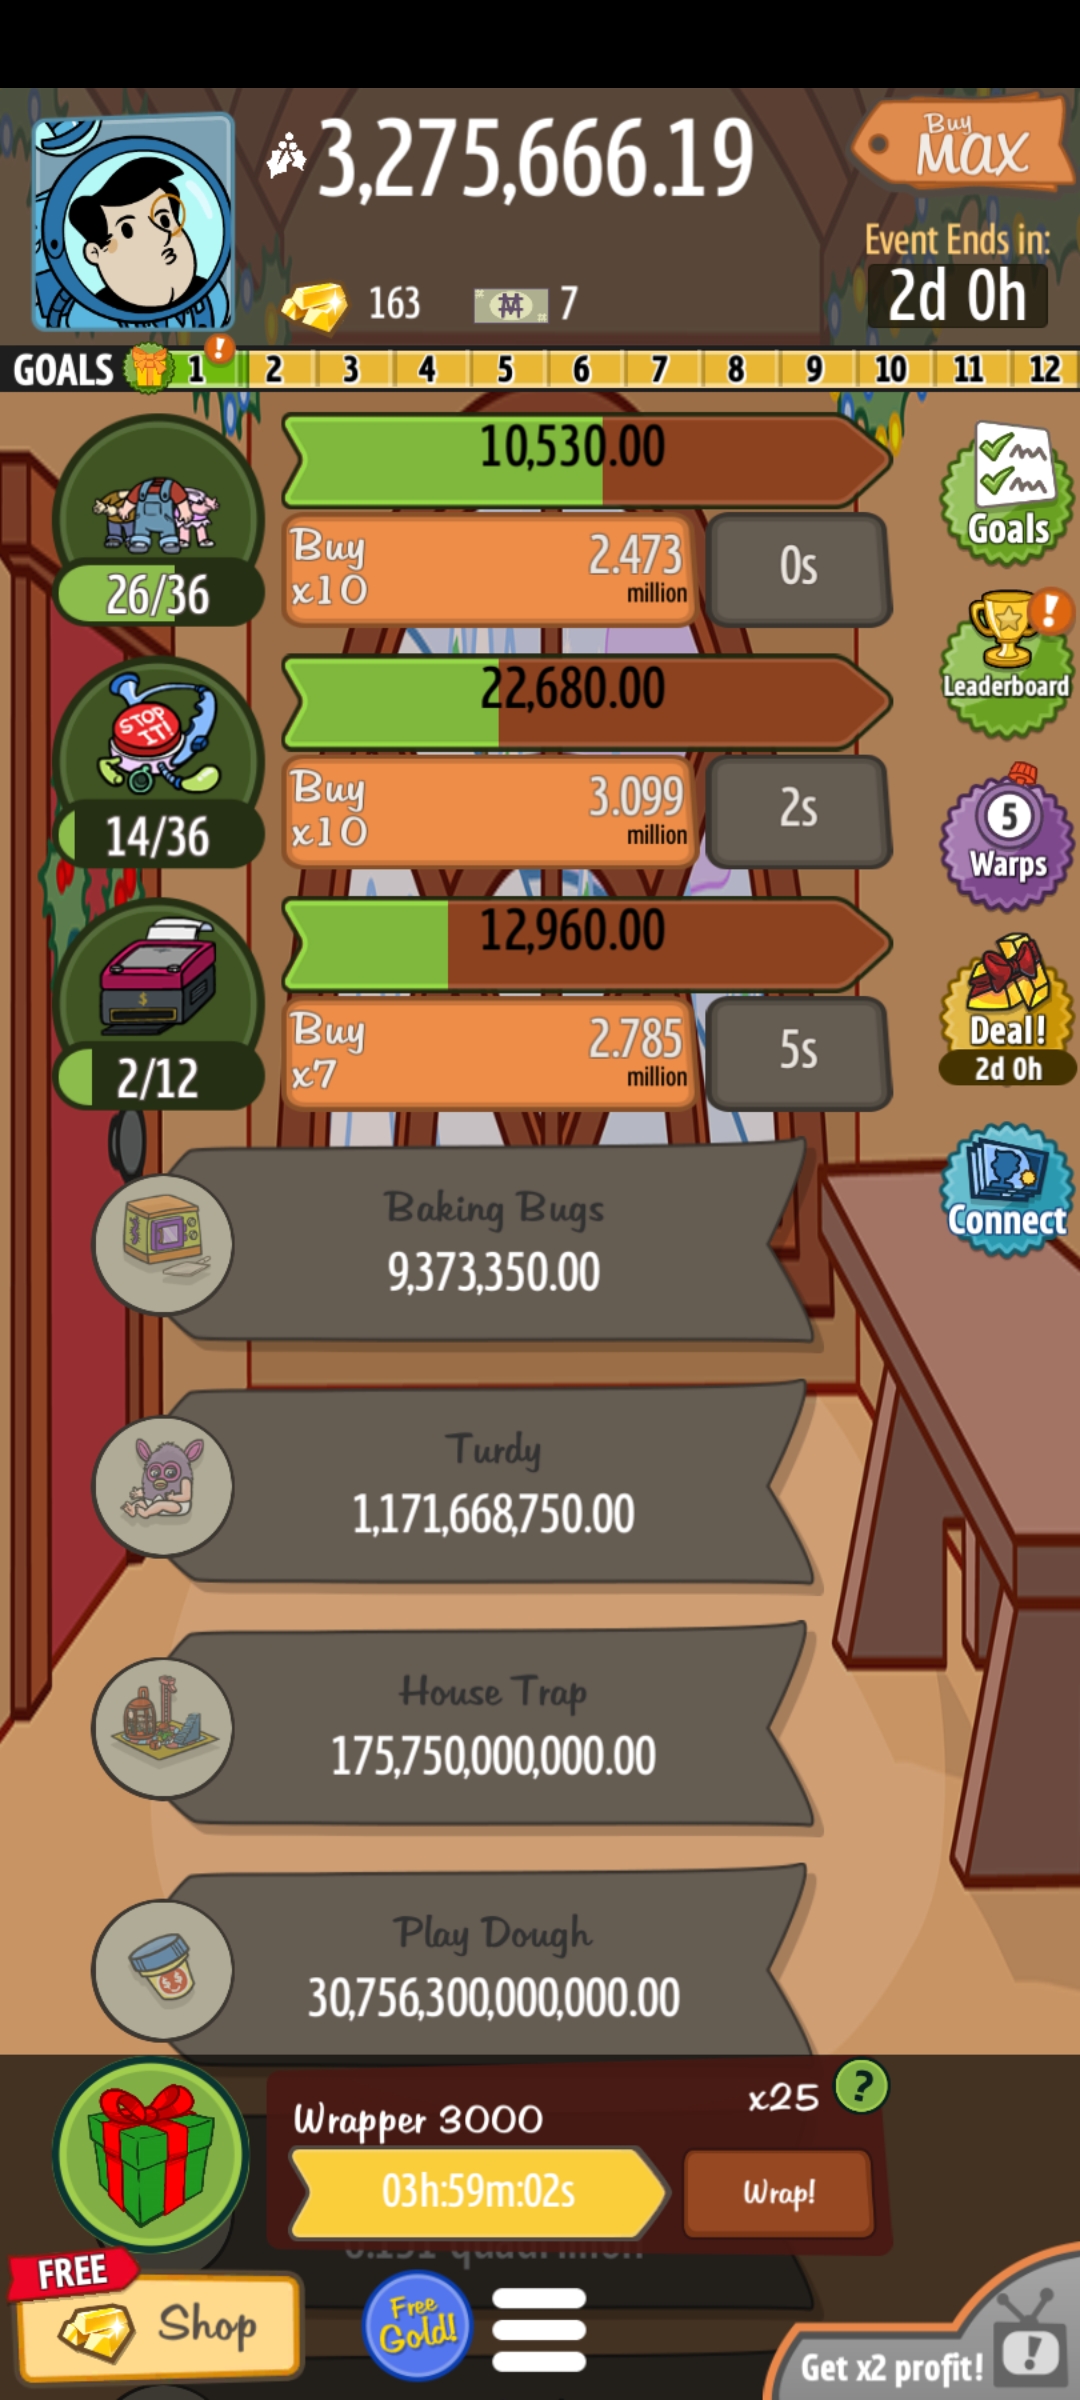 3,275,666.19
Buy
MAX
163
7
Event Ends in:
2d 0h
GOALS 1 ! 2 3 4 5 6 7 8 9 10 11 12
10,530.00
Buy
x10
2.473
million
0s
26/36
Goals
22,680.00
STOP
IT!
Buy
x10
3.099
million
2s
14/36
!
Leaderboard
12,960.00
Buy
x7
2.785
million
5s
2/12
5
Warps
Deal!
2d 0h
Connect
Baking Bugs
9,373,350.00
Turdy
1,171,668,750.00
House Trap
175,750,000,000.00
Play Dough
30,756,300,000,000.00
Wrapper 3000
x25
?
03h:59m:02s
Wrap!
FREE
Shop
Free
Gold!
Get x2 profit!
!